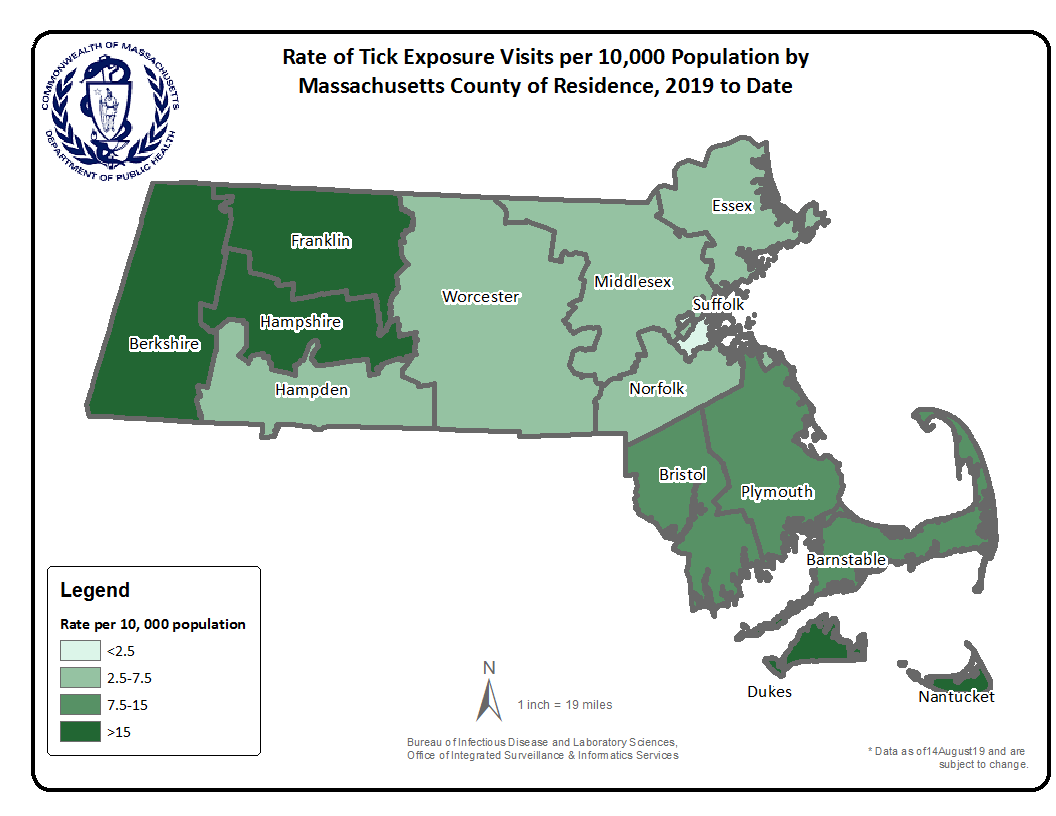 Rate of Tick Exposure Visits per 10,000 Population by
Massachusetts County of Residence, 2019 to Date
COMMONWEALTH OF MASSACHUSETTS
DEPARTMENT OF PUBLIC HEALTH
Essex
Franklin
Middlesex
Worcester
Suffolk
Hampshire
Berkshire
Hampden
Norfolk
Bristol
Plymouth
Barnstable
Dukes
Nantucket
Legend
Rate per 10, 000 population
<2.5
2.5-7.5
7.5-15
>15
N
1 inch = 19 miles
Bureau of Infectious Disease and Laboratory Sciences,
Office of Integrated Surveillance & Informatics Services
* Data as of14August19 and are
subject to change.